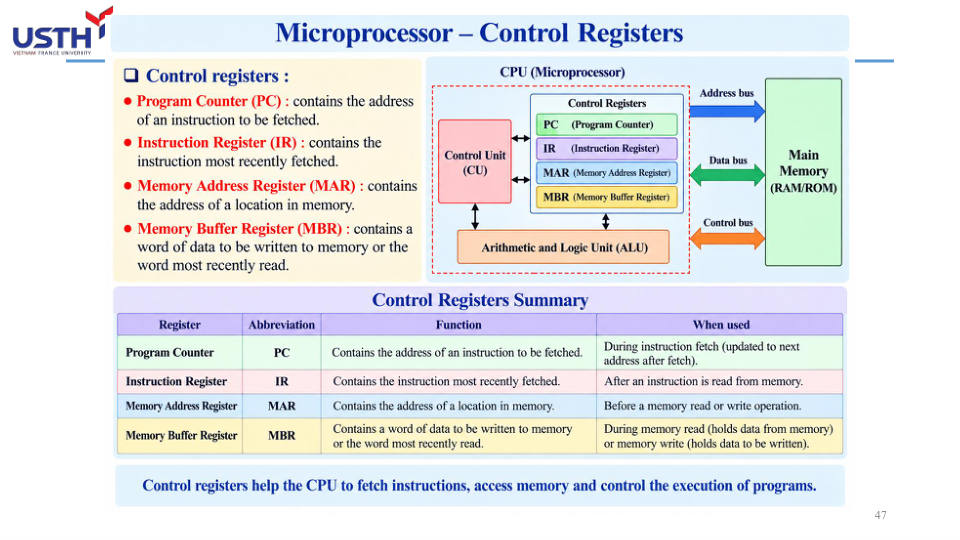 USTH
VIETNAM FRANCE UNIVERSITY
Microprocessor – Control Registers
❑ Control registers :
● Program Counter (PC) : contains the address
of an instruction to be fetched.
● Instruction Register (IR) : contains the
instruction most recently fetched.
● Memory Address Register (MAR) : contains
the address of a location in memory.
● Memory Buffer Register (MBR) : contains a
word of data to be written to memory or the
word most recently read.
CPU (Microprocessor)
Control Unit
(CU)
Control Registers
PC (Program Counter)
IR (Instruction Register)
MAR (Memory Address Register)
MBR (Memory Buffer Register)
Arithmetic and Logic Unit (ALU)
Address bus
Data bus
Control bus
Main
Memory
(RAM/ROM)
Control Registers Summary
Register Abbreviation Function When used
Program Counter PC Contains the address of an instruction to be fetched. During instruction fetch (updated to next
address after fetch).
Instruction Register IR Contains the instruction most recently fetched. After an instruction is read from memory.
Memory Address Register MAR Contains the address of a location in memory. Before a memory read or write operation.
Memory Buffer Register MBR Contains a word of data to be written to memory
or the word most recently read. During memory read (holds data from memory)
or memory write (holds data to be written).
Control registers help the CPU to fetch instructions, access memory and control the execution of programs.
47